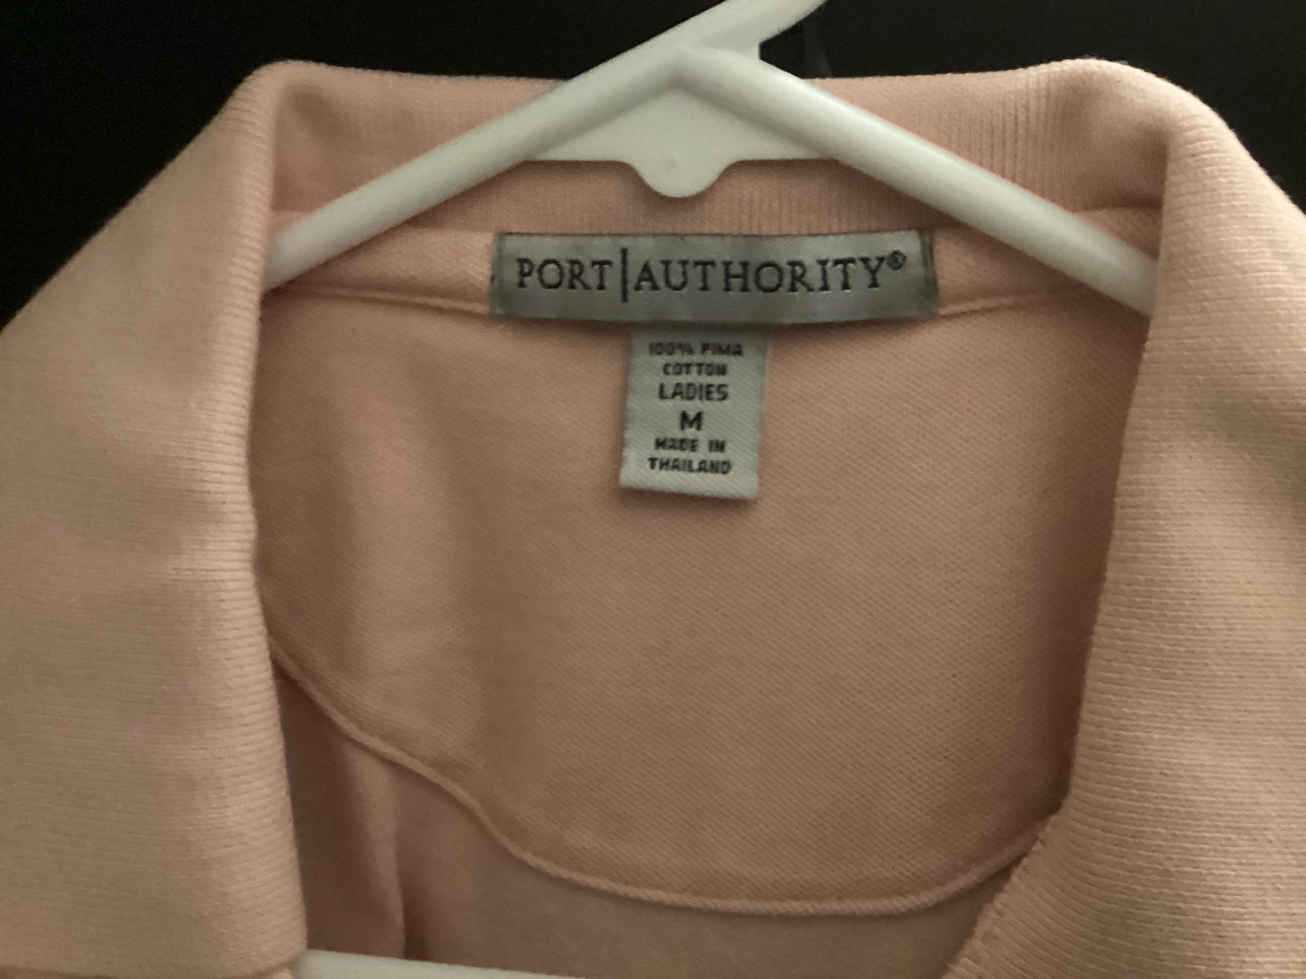 PORT|AUTHORITY®
100% PIMA
COTTON
LADIES
M
MADE IN
THAILAND